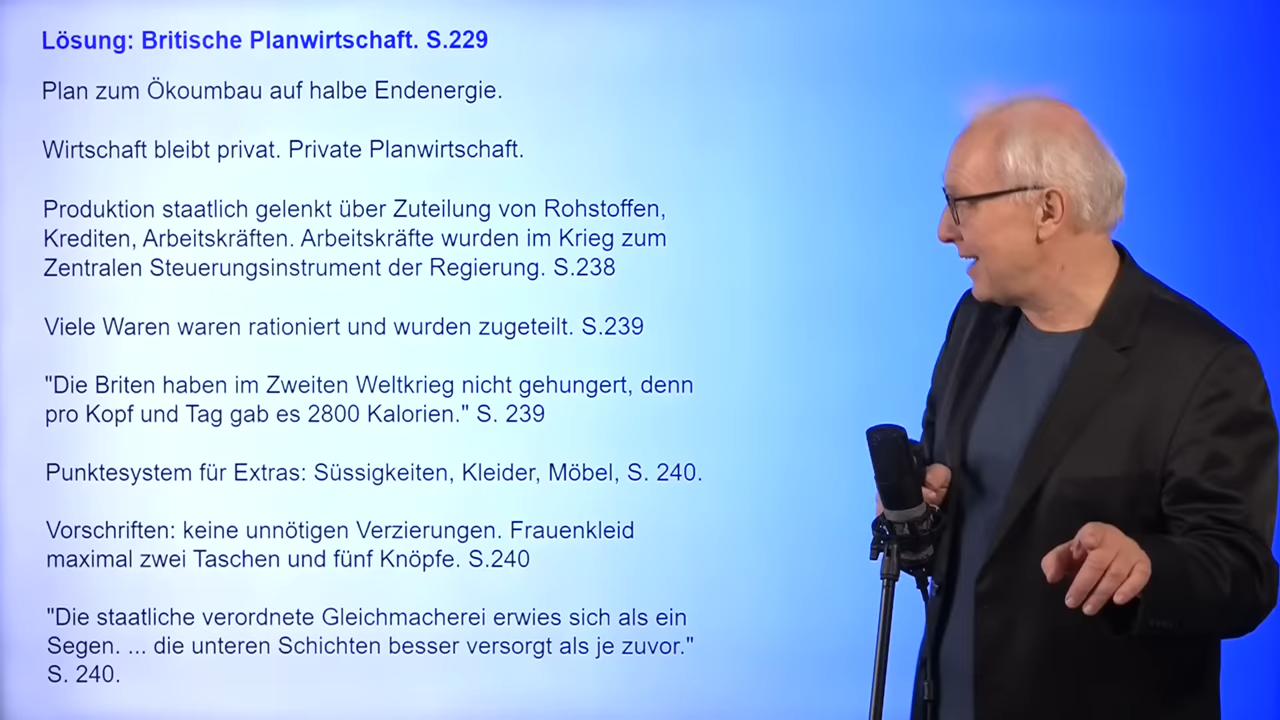 Lösung: Britische Planwirtschaft. S.229
Plan zum Ökoumbau auf halbe Endenergie.
Wirtschaft bleibt privat. Private Planwirtschaft.
Produktion staatlich gelenkt über Zuteilung von Rohstoffen,
Krediten, Arbeitskräften. Arbeitskräfte wurden im Krieg zum
Zentralen Steuerungsinstrument der Regierung. S.238
Viele Waren waren rationiert und wurden zugeteilt. S.239
"Die Briten haben im Zweiten Weltkrieg nicht gehungert, denn
pro Kopf und Tag gab es 2800 Kalorien." S. 239
Punktesystem für Extras: Süssigkeiten, Kleider, Möbel, S. 240.
Vorschriften: keine unnötigen Verzierungen. Frauenkleid
maximal zwei Taschen und fünf Knöpfe. S.240
"Die staatliche verordnete Gleichmacherei erwies sich als ein
Segen. ... die unteren Schichten besser versorgt als je zuvor."
S. 240.